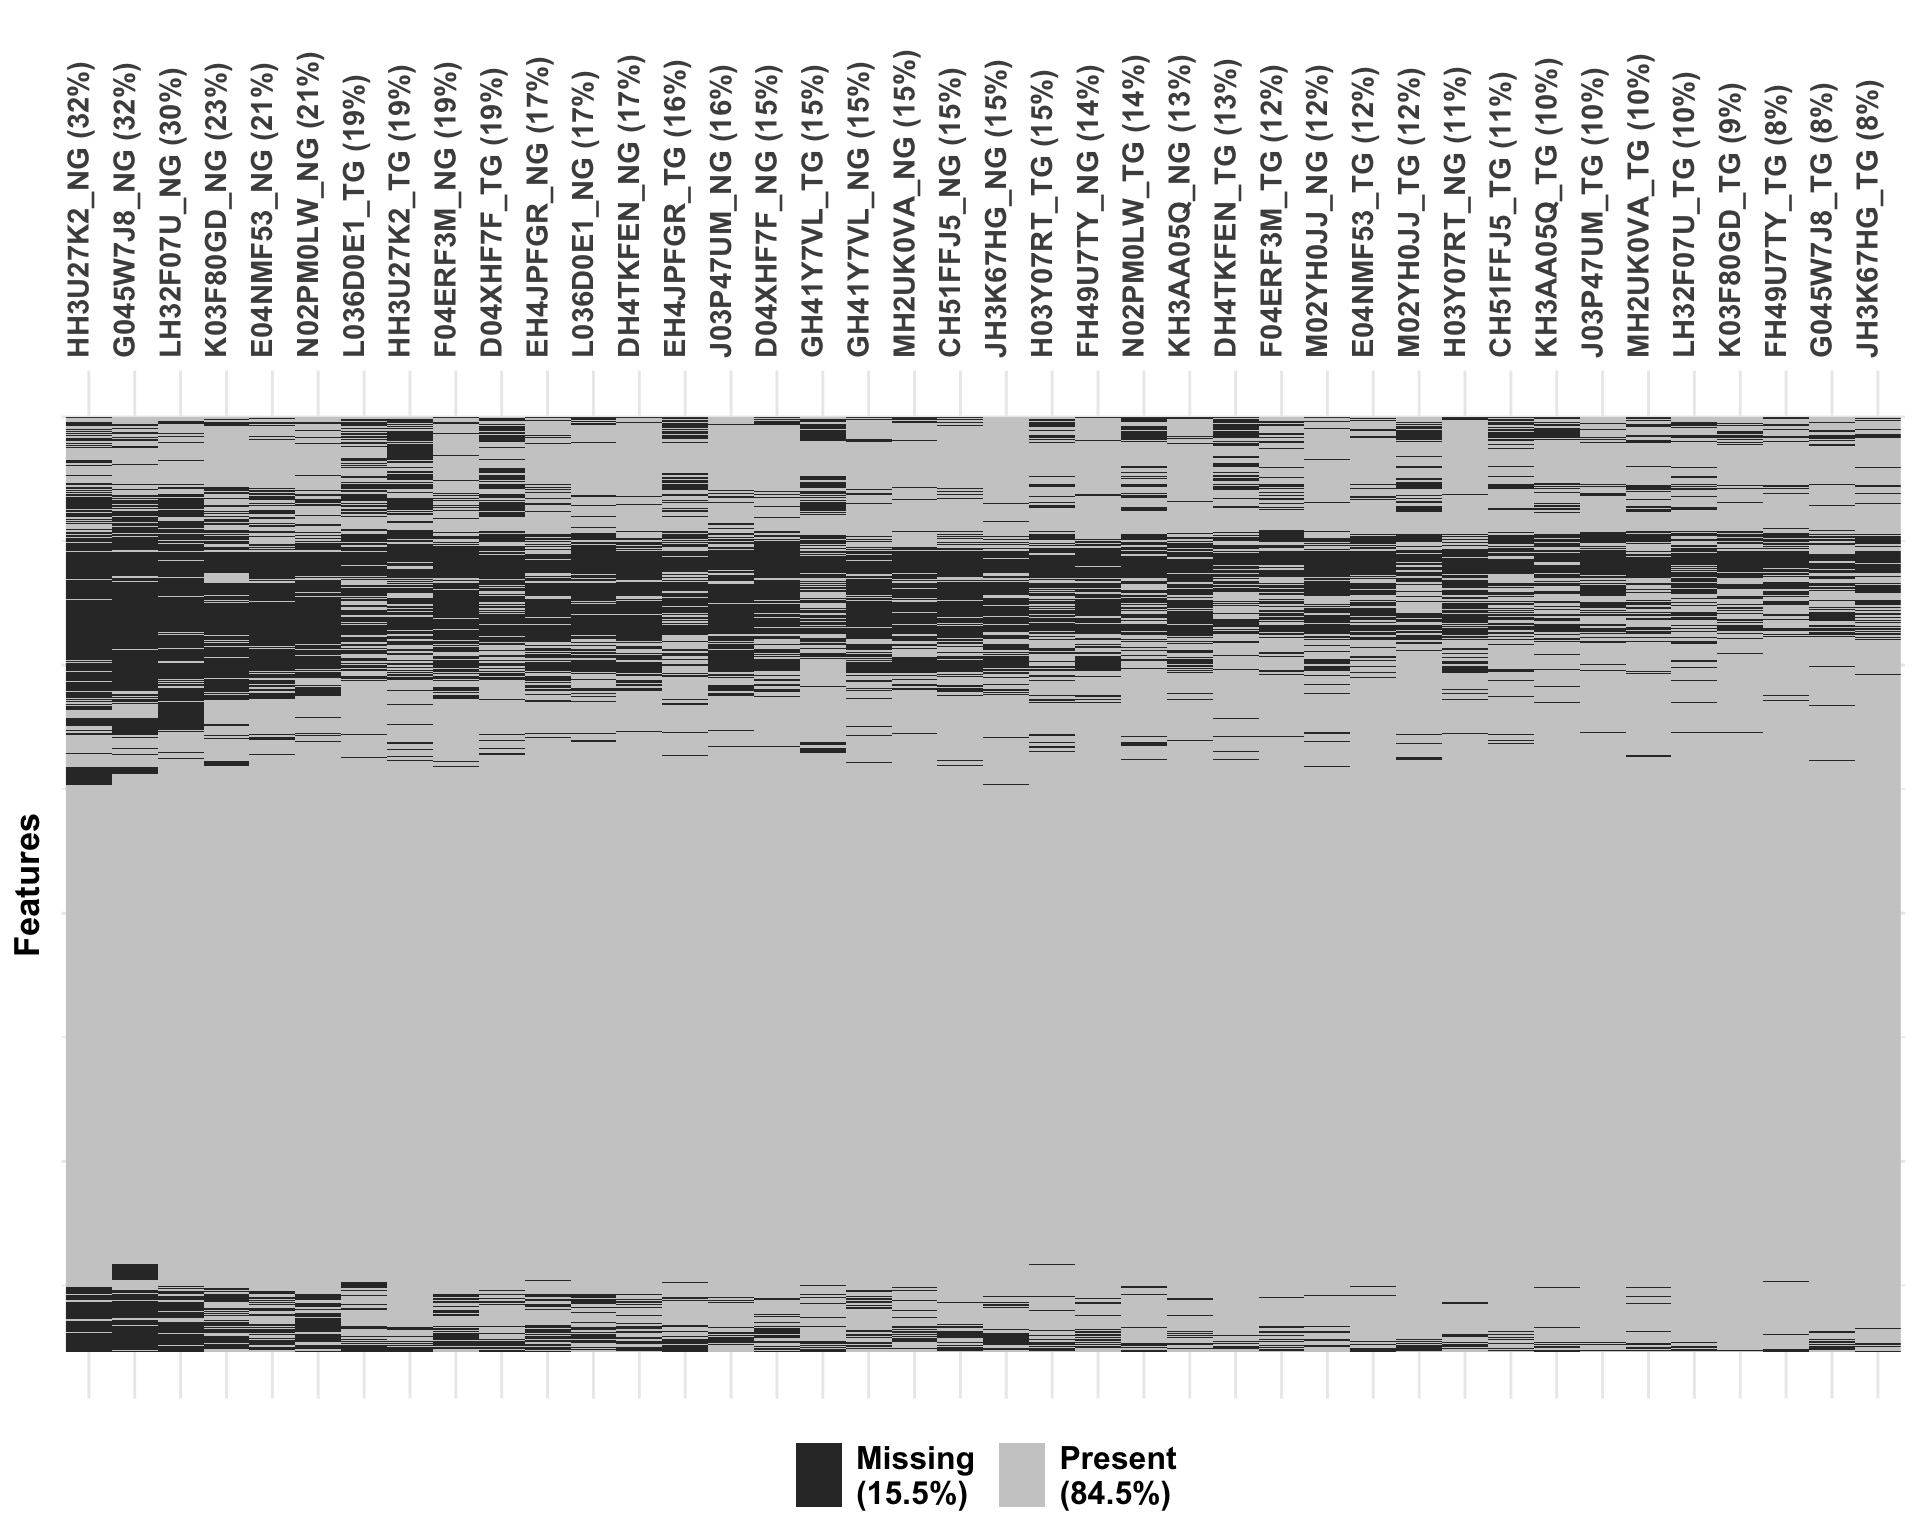 HH3U27K2_NG (32%)
G045W7J8_NG (32%)
LH32F07U_NG (30%)
K03F80GD_NG (23%)
E04NMF53_NG (21%)
N02PM0LW_NG (21%)
L036D0E1_TG (19%)
HH3U27K2_TG (19%)
F04ERF3M_NG (19%)
D04XHF7F_TG (19%)
EH4JPFGR_NG (17%)
L036D0E1_NG (17%)
DH4TKFEN_NG (17%)
EH4JPFGR_TG (16%)
J03P47UM_NG (16%)
D04XHF7F_NG (15%)
GH41Y7VL_TG (15%)
GH41Y7VL_NG (15%)
MH2UK0VA_NG (15%)
CH51FFJ5_NG (15%)
JH3K67HG_NG (15%)
H03Y07RT_TG (15%)
FH49U7TY_NG (14%)
N02PM0LW_TG (14%)
KH3AA05Q_NG (13%)
DH4TKFEN_TG (13%)
F04ERF3M_TG (12%)
M02YH0JJ_NG (12%)
E04NMF53_TG (12%)
M02YH0JJ_TG (12%)
H03Y07RT_NG (11%)
CH51FFJ5_TG (11%)
KH3AA05Q_TG (10%)
J03P47UM_TG (10%)
MH2UK0VA_TG (10%)
LH32F07U_TG (10%)
K03F80GD_TG (9%)
FH49U7TY_TG (8%)
G045W7J8_TG (8%)
JH3K67HG_TG (8%)
Features
Missing
(15.5%)
Present
(84.5%)